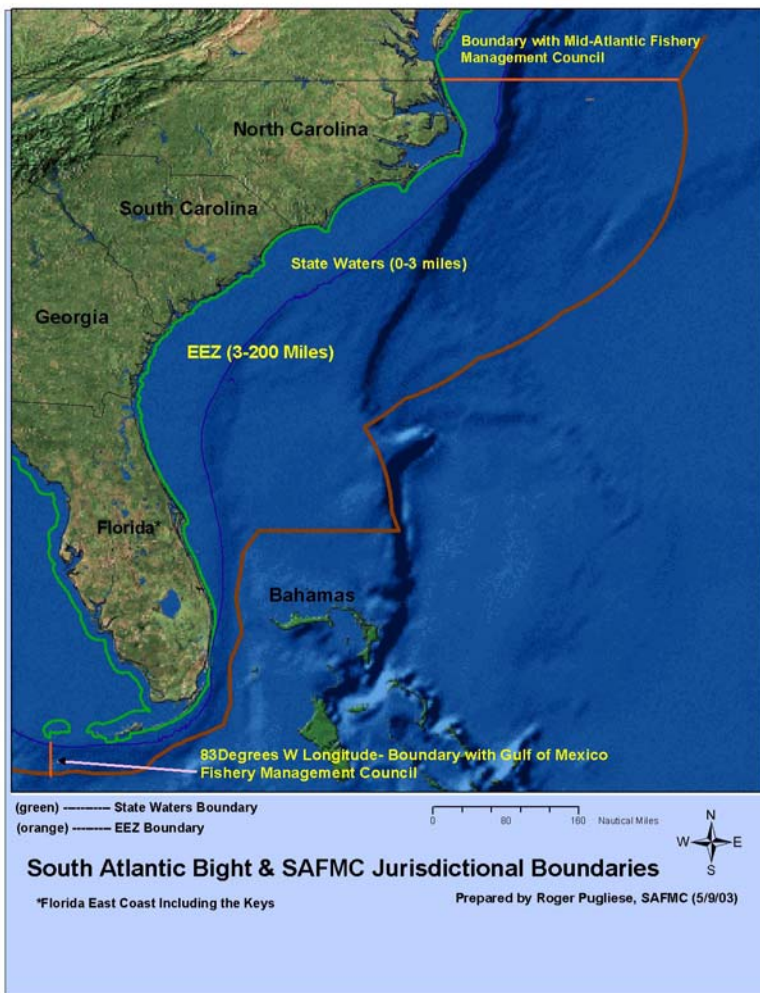 Boundary with Mid-Atlantic Fishery
Management Council
North Carolina
South Carolina
State Waters (0-3 miles)
Georgia
EEZ (3-200 Miles)
Florida*
Bahamas
83Degrees W Longitude- Boundary with Gulf of Mexico
Fishery Management Council
(green) ----------- State Waters Boundary
(orange) --------- EEZ Boundary
0 80 160 Nautical Miles
N
W E
S
South Atlantic Bight & SAFMC Jurisdictional Boundaries
*Florida East Coast Including the Keys
Prepared by Roger Pugliese, SAFMC (5/9/03)